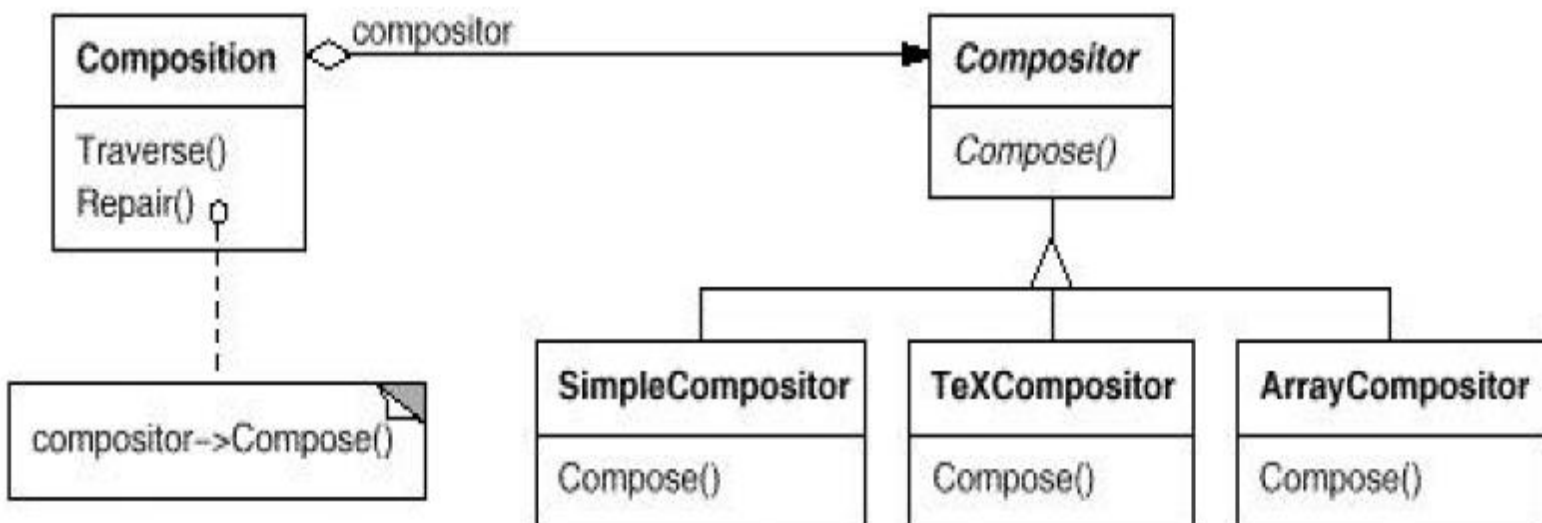 Composition
Traverse()
Repair()
compositor
Compositor
Compose()
compositor->Compose()
SimpleCompositor
Compose()
TeXCompositor
Compose()
ArrayCompositor
Compose()